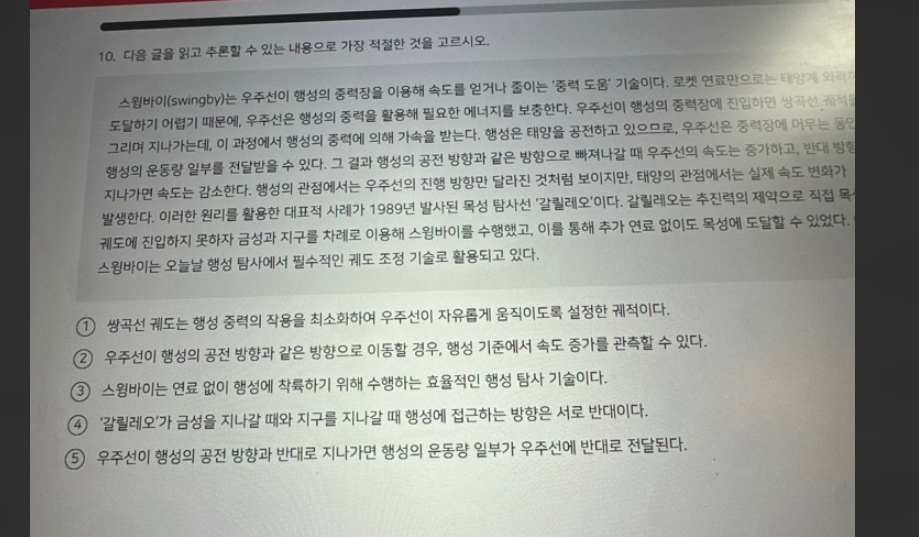 10. 다음 글을 읽고 추론할 수 있는 내용으로 가장 적절한 것을 고르시오.
스윙바이(swingby)는 우주선이 행성의 중력장을 이용해 속도를 얻거나 줄이는 '중력 도움' 기술이다. 로켓 연료만으로는 태양계
도달하기 어렵기 때문에, 우주선은 행성의 중력을 활용해 필요한 에너지를 보충한다. 우주선이 행성의 중력장에 진입하면 쌍곡선 궤적을
그리며 지나가는데, 이 과정에서 행성의 중력에 의해 가속을 받는다. 행성은 태양을 공전하고 있으므로, 우주선은 중력장에 머무는
행성의 운동량 일부를 전달받을 수 있다. 그 결과 행성의 공전 방향과 같은 방향으로 빠져나갈 때 우주선의 속도는 증가하고, 반대
지나가면 속도는 감소한다. 행성의 관점에서는 우주선의 진행 방향만 달라진 것처럼 보이지만, 태양의 관점에서는 실제 속도 변화가
발생한다. 이러한 원리를 활용한 대표적 사례가 1989년 발사된 목성 탐사선 '갈릴레오'이다. 갈릴레오는 추진력의 제약으로 직접
궤도에 진입하지 못하자 금성과 지구를 차례로 이용해 스윙바이를 수행했고, 이를 통해 추가 연료 없이도 목성에 도달할 수 있었다.
스윙바이는 오늘날 행성 탐사에서 필수적인 궤도 조정 기술로 활용되고 있다.
① 쌍곡선 궤도는 행성 중력의 작용을 최소화하여 우주선이 자유롭게 움직이도록 설정한 궤적이다.
② 우주선이 행성의 공전 방향과 같은 방향으로 이동할 경우, 행성 기준에서 속도 증가를 관측할 수 있다.
③ 스윙바이는 연료 없이 행성에 착륙하기 위해 수행하는 효율적인 행성 탐사 기술이다.
④ '갈릴레오'가 금성을 지나갈 때와 지구를 지나갈 때 행성에 접근하는 방향은 서로 반대이다.
⑤ 우주선이 행성의 공전 방향과 반대로 지나가면 행성의 운동량 일부가 우주선에 반대로 전달된다.